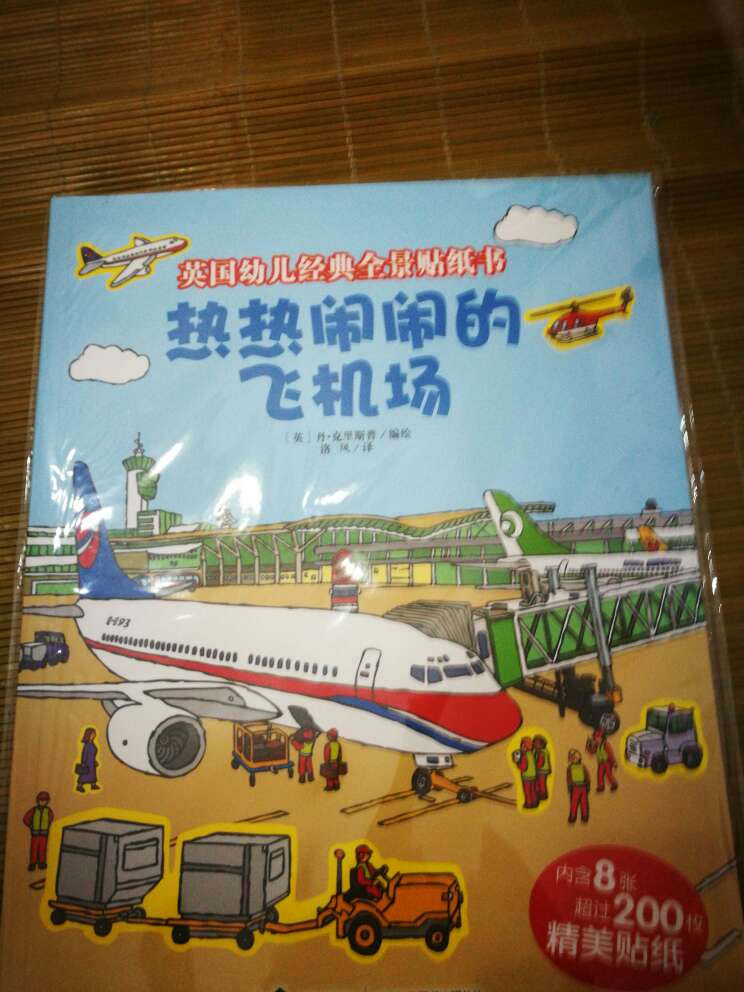 英国幼儿经典全景贴纸书
热热闹闹的
飞机场
［英］丹·克里斯普／编绘
洛风／译
内含8张
超过200枚
精美贴纸